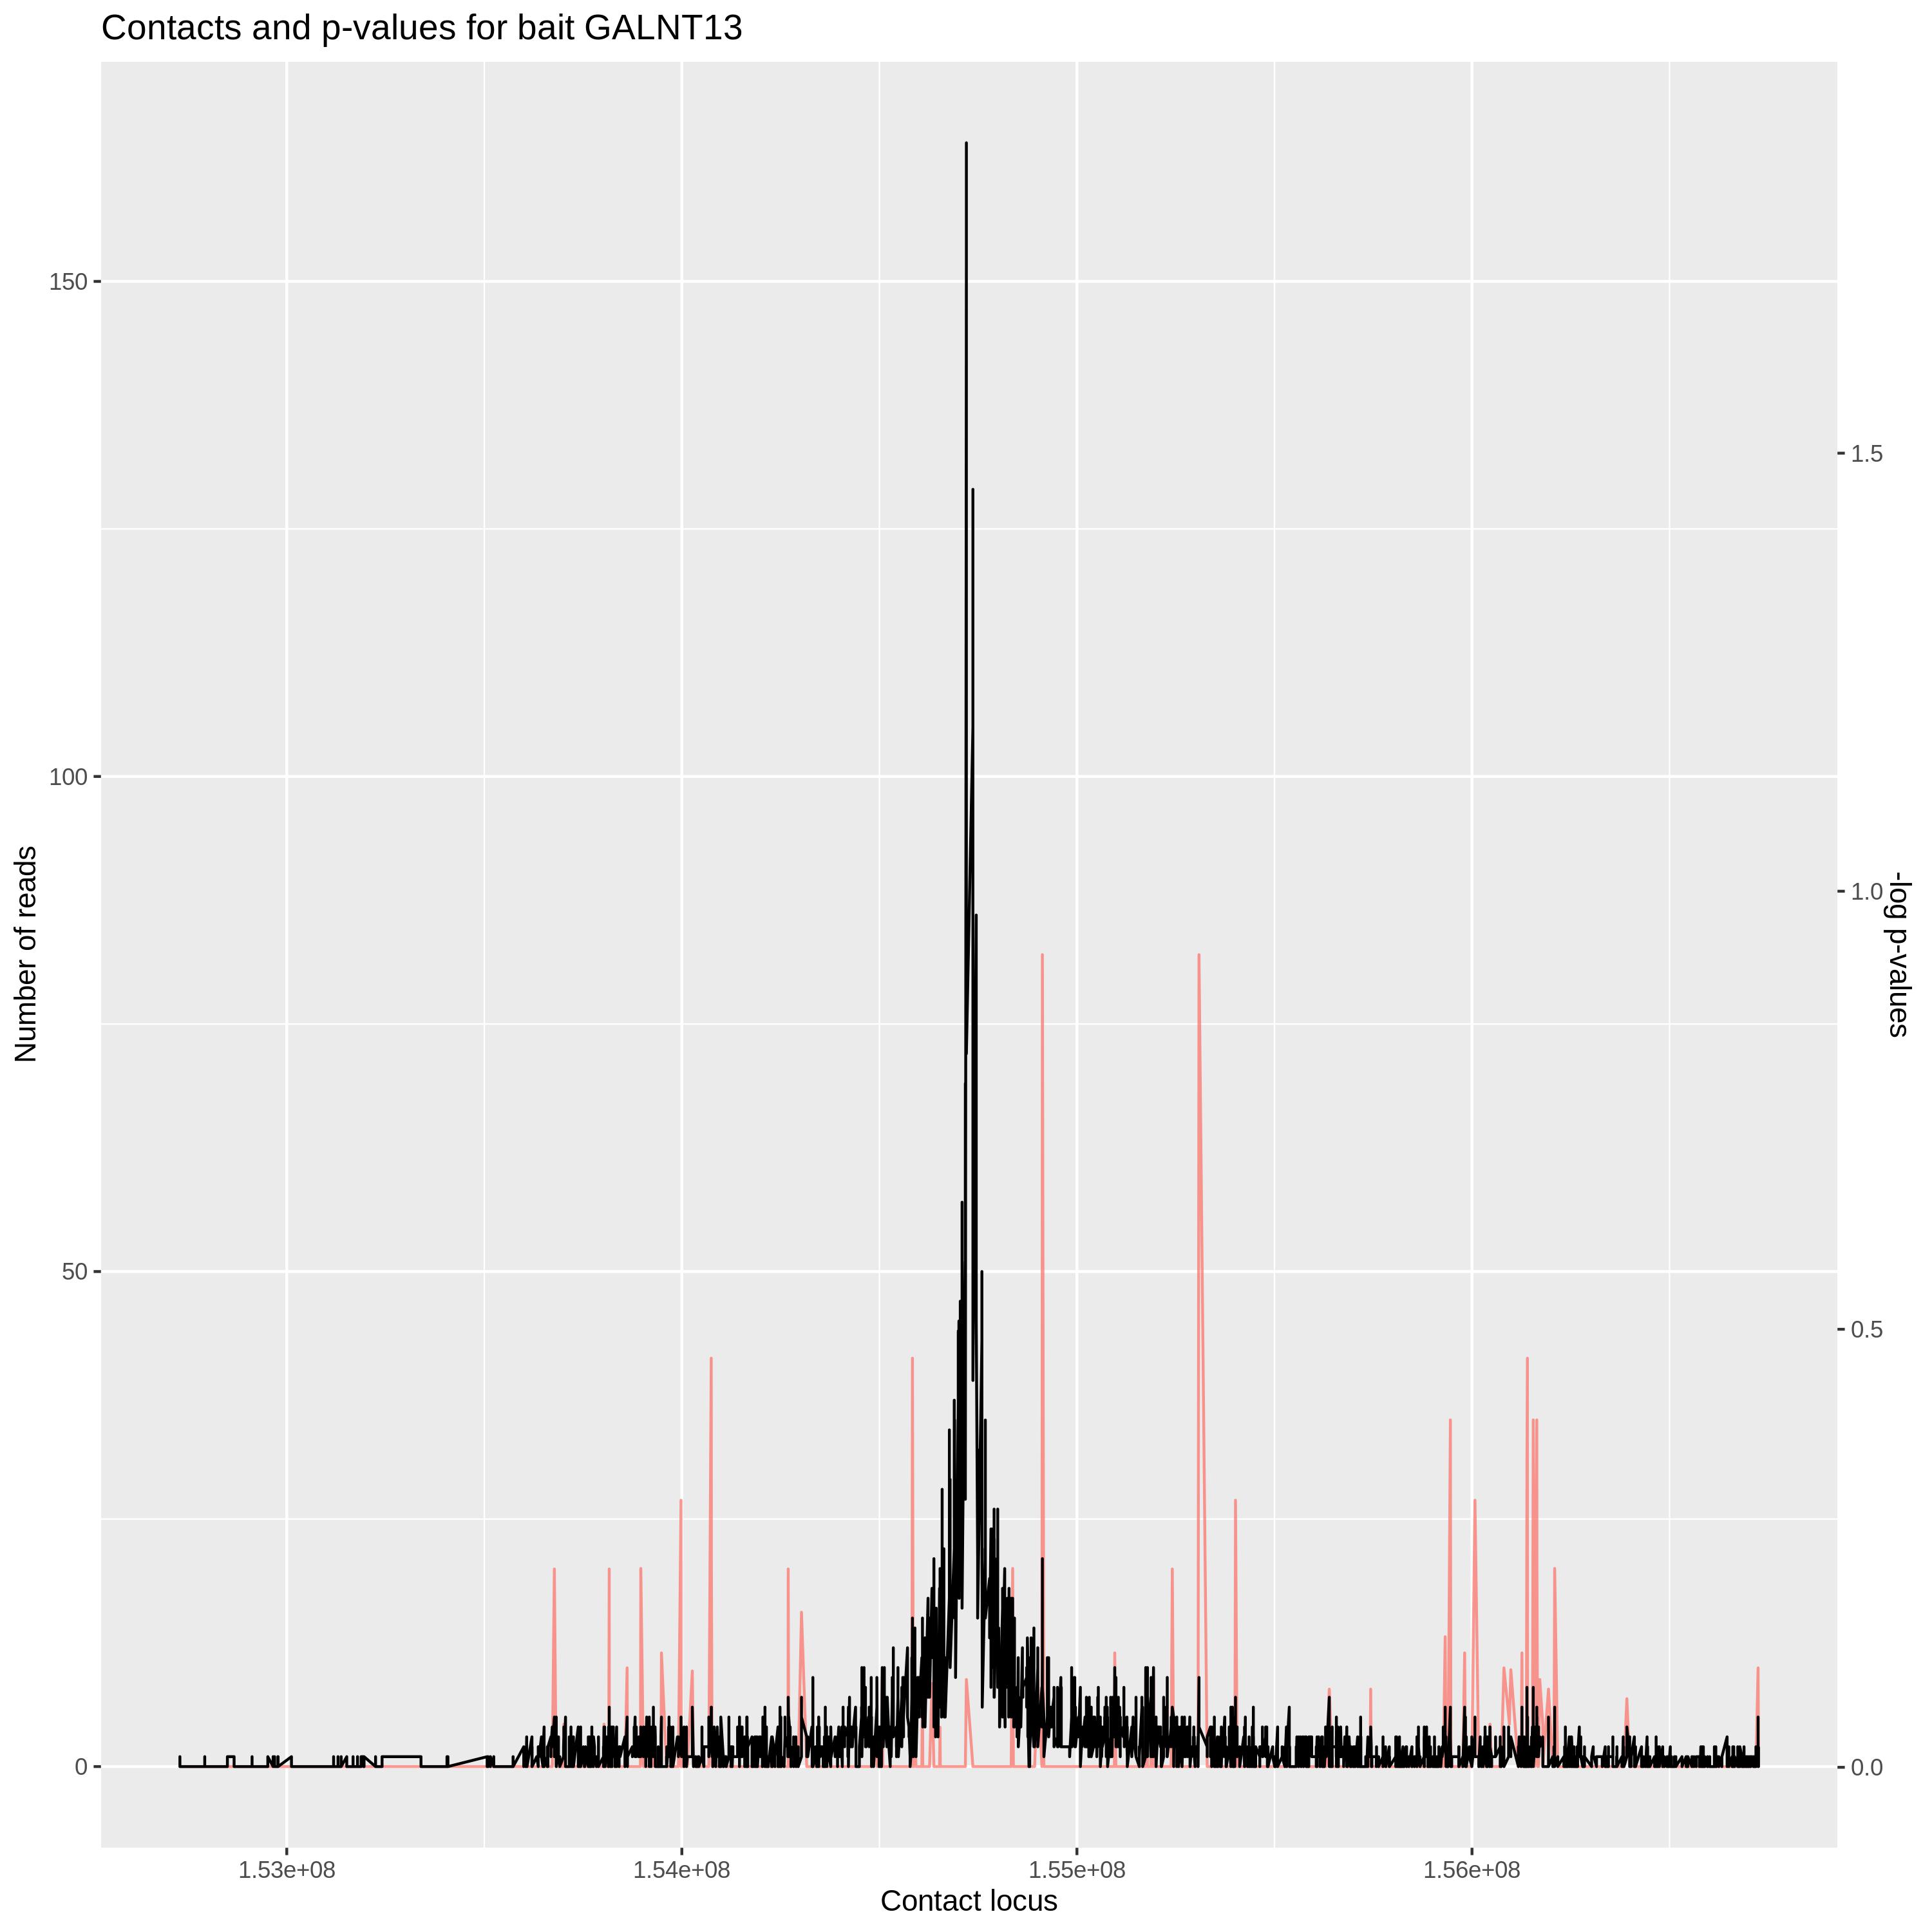 Contacts and p-values for bait GALNT13
Number of reads
150
100
50
0
1.5
1.0
0.5
0.0
-log p-values
1.53e+08
1.54e+08
1.55e+08
1.56e+08
Contact locus